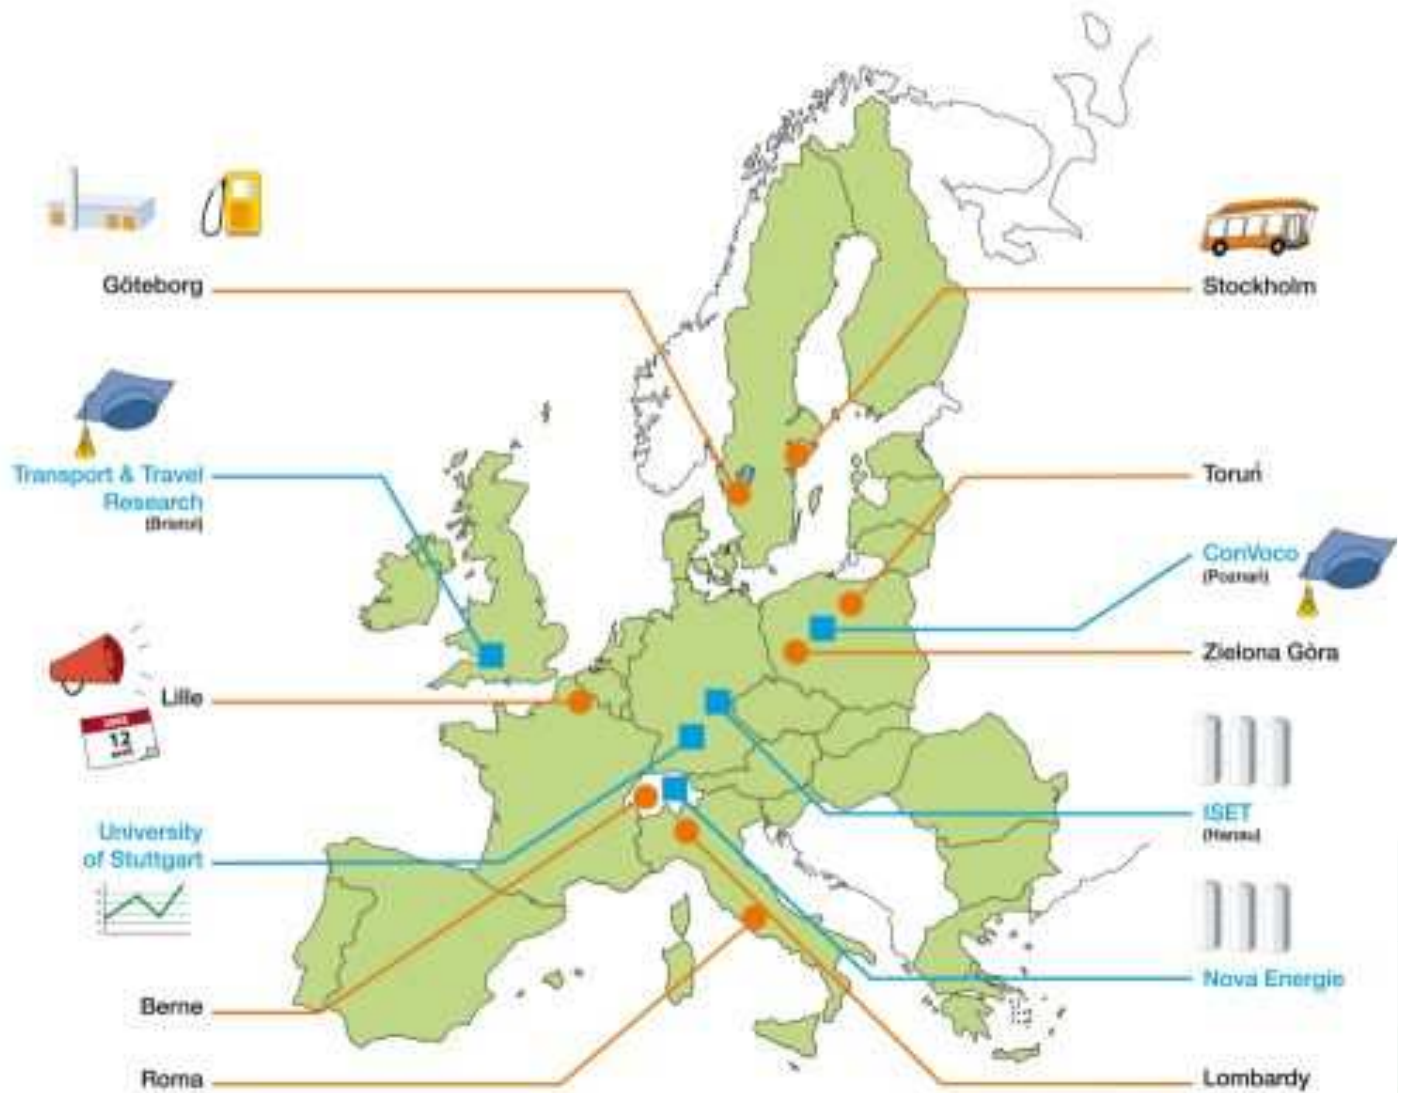 Göteborg
Stockholm
Transport & Travel
Research
(Bristol)
Toruń
ConVoco
(Poznań)
Zielona Gòra
Lille
12
ISET
(Hanau)
University
of Stuttgart
Nova Energie
Berne
Roma
Lombardy